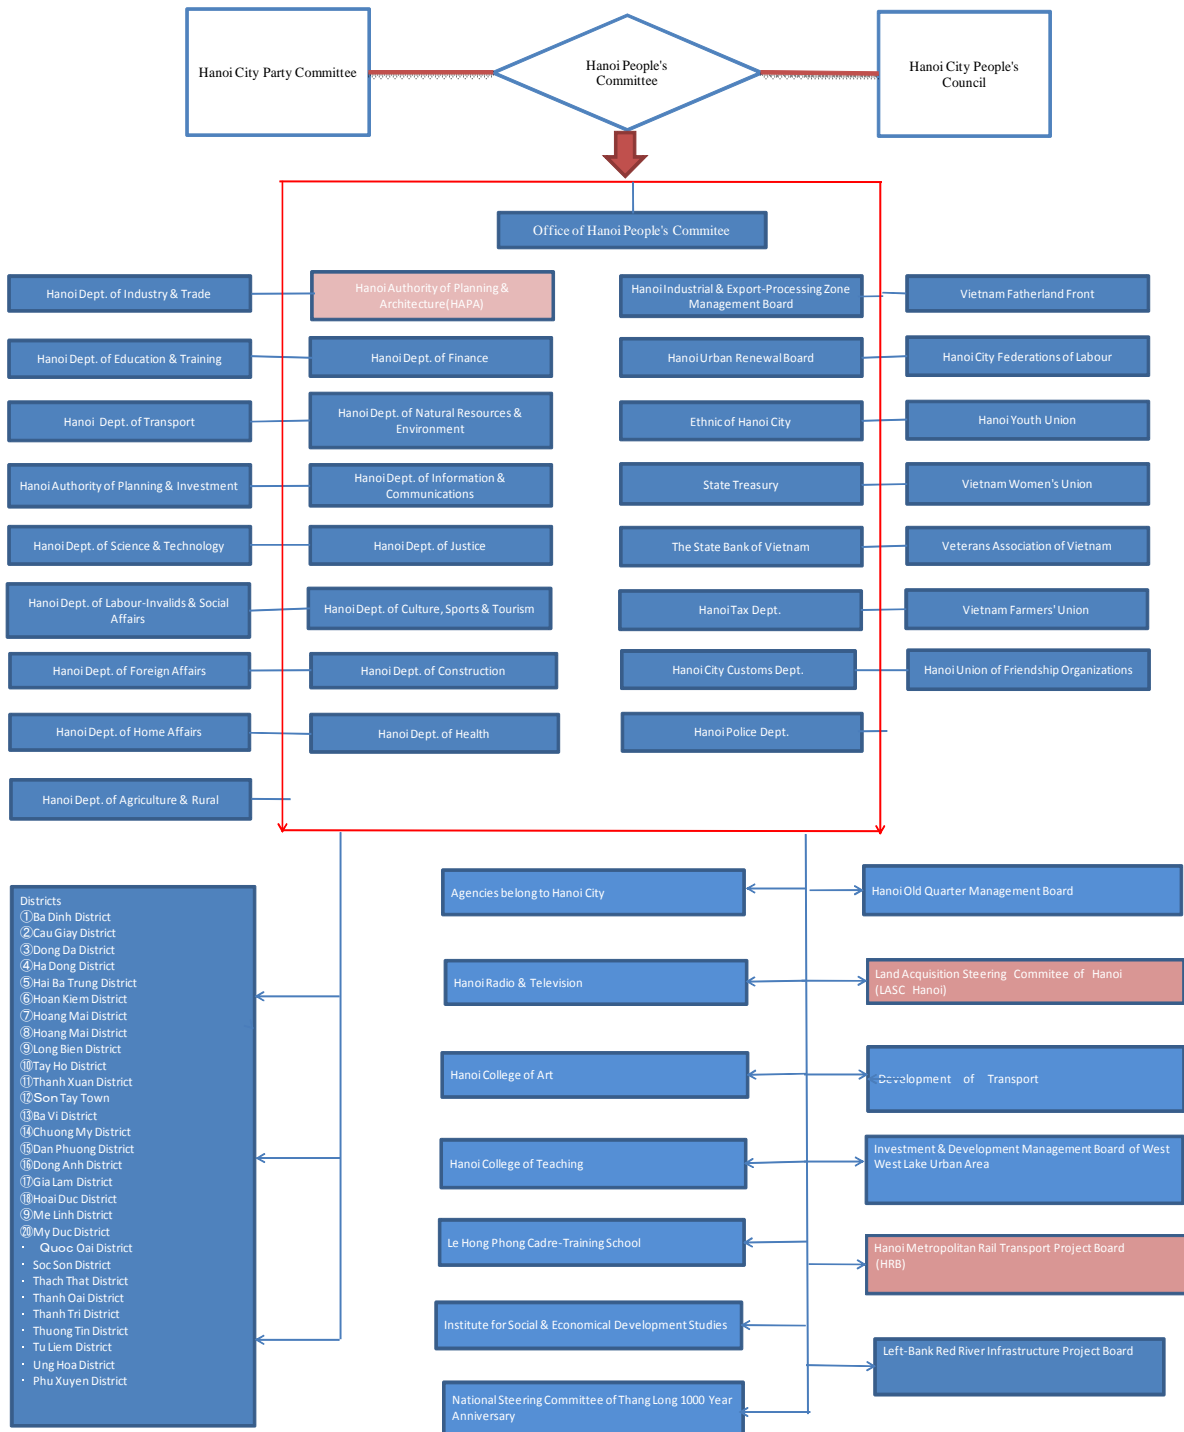 Hanoi City Party Committee
Hanoi People's
Committee
Hanoi City People's
Council
Office of Hanoi People's Commitee
Hanoi Dept. of Industry & Trade
Hanoi Authority of Planning &
Architecture(HAPA)
Hanoi Industrial & Export-Processing Zone
Management Board
Vietnam Fatherland Front
Hanoi Dept. of Education & Training
Hanoi Dept. of Finance
Hanoi Urban Renewal Board
Hanoi City Federations of Labour
Hanoi Dept. of Transport
Hanoi Dept. of Natural Resources &
Environment
Ethnic of Hanoi City
Hanoi Youth Union
Hanoi Authority of Planning & Investment
Hanoi Dept. of Information &
Communications
State Treasury
Vietnam Women's Union
Hanoi Dept. of Science & Technology
Hanoi Dept. of Justice
The State Bank of Vietnam
Veterans Association of Vietnam
Hanoi Dept. of Labour-Invalids & Social
Affairs
Hanoi Dept. of Culture, Sports & Tourism
Hanoi Tax Dept.
Vietnam Farmers' Union
Hanoi Dept. of Foreign Affairs
Hanoi Dept. of Construction
Hanoi City Customs Dept.
Hanoi Union of Friendship Organizations
Hanoi Dept. of Home Affairs
Hanoi Dept. of Health
Hanoi Police Dept.
Hanoi Dept. of Agriculture & Rural
Districts
①Ba Dinh District
②Cau Giay District
③Dong Da District
④Ha Dong District
⑤Hai Ba Trung District
⑥Hoan Kiem District
⑦Hoang Mai District
⑧Hoang Mai District
⑨Long Bien District
⑩Tay Ho District
⑪Thanh Xuan District
⑫Son Tay Town
⑬Ba Vi District
⑭Chuong My District
⑮Dan Phuong District
⑯Dong Anh District
⑰Gia Lam District
⑱Hoai Duc District
⑨Me Linh District
⑳My Duc District
・ Quoc Oai District
・ Soc Son District
・ Thach That District
・ Thanh Oai District
・ Thanh Tri District
・ Thuong Tin District
・ Tu Liem District
・ Ung Hoa District
・ Phu Xuyen District
Agencies belong to Hanoi City
Hanoi Old Quarter Management Board
Hanoi Radio & Television
Land Acquisition Steering Commitee of Hanoi
(LASC Hanoi)
Hanoi College of Art
Development of Transport
Hanoi College of Teaching
Investment & Development Management Board of West
West Lake Urban Area
Le Hong Phong Cadre-Training School
Hanoi Metropolitan Rail Transport Project Board
(HRB)
Institute for Social & Economical Development Studies
Left-Bank Red River Infrastructure Project Board
National Steering Committee of Thang Long 1000 Year
Anniversary